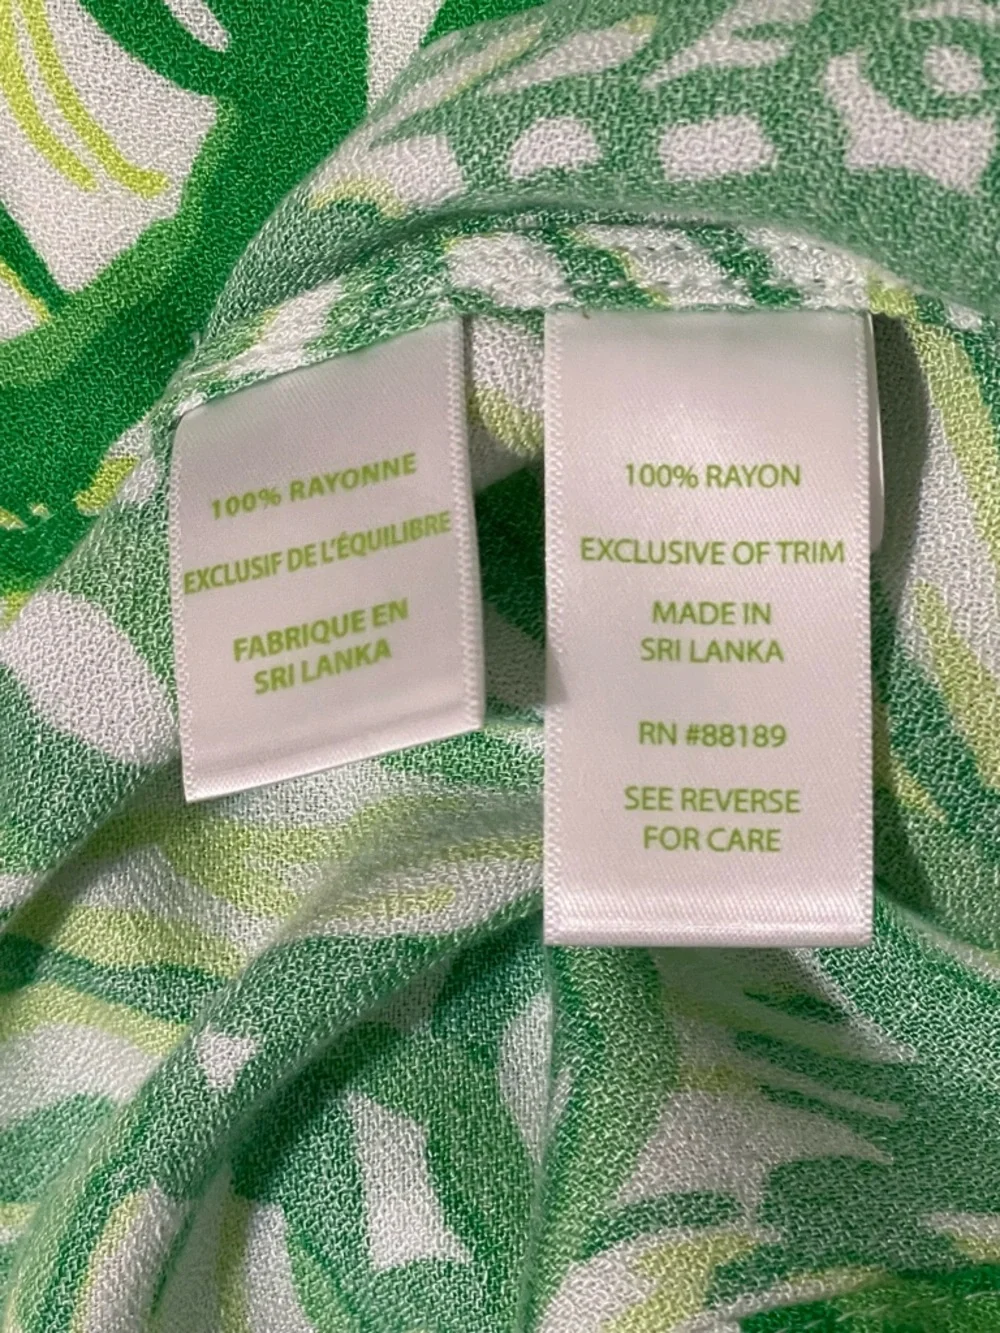 100% RAYONNE
EXCLUSIF DE L'ÉQUILIBRE
FABRIQUE EN
SRI LANKA
100% RAYON
EXCLUSIVE OF TRIM
MADE IN
SRI LANKA
RN #88189
SEE REVERSE
FOR CARE